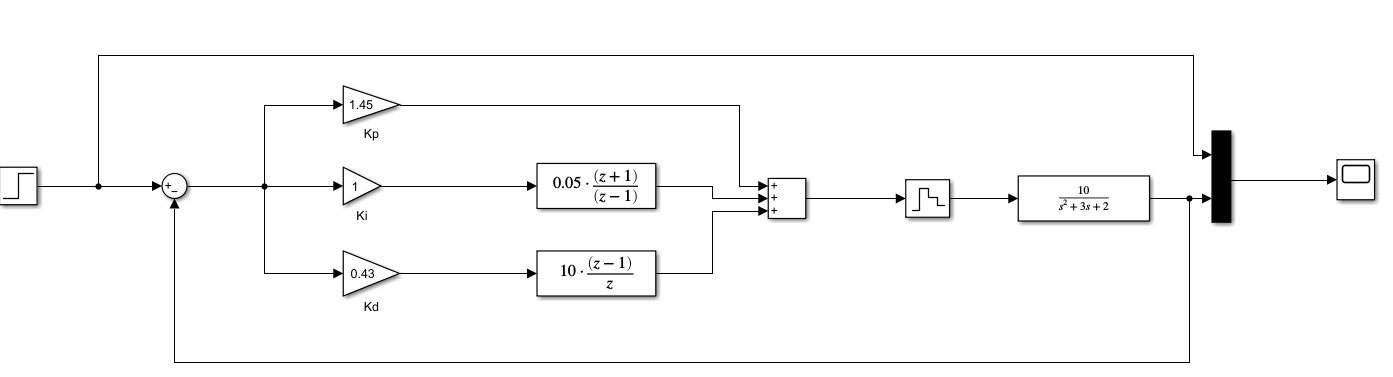 1.45
Kp
+
−
1
Ki
0.05 · (z + 1)
(z − 1)
+
+
+
10
s² + 3s + 2
0.43
Kd
10 · (z − 1)
z